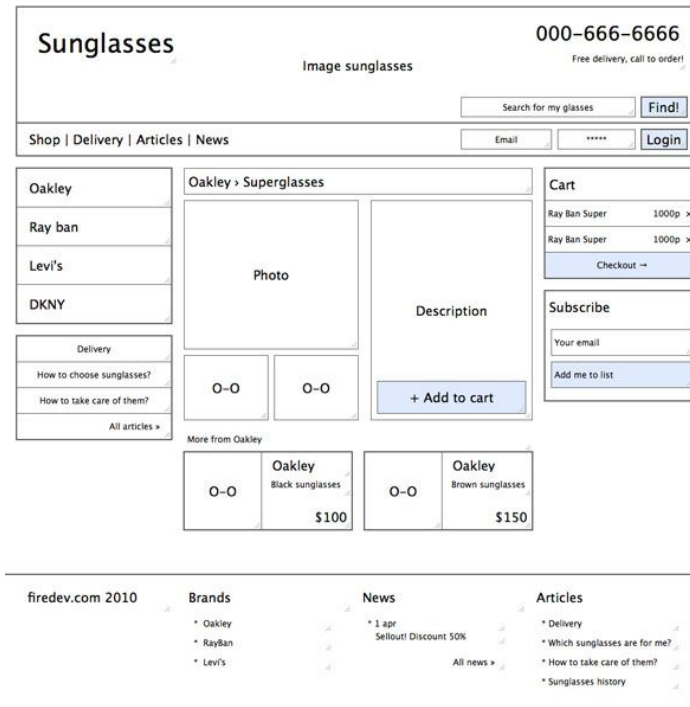 Sunglasses
000-666-6666
Free delivery, call to order!
Image sunglasses
Search for my glasses
Find!
Shop | Delivery | Articles | News
Email
*****
Login
Oakley
Ray ban
Levi's
DKNY
Delivery
How to choose sunglasses?
How to take care of them?
All articles »
Oakley › Superglasses
Photo
O-O
O-O
Description
+ Add to cart
Cart
Ray Ban Super 1000p ×
Ray Ban Super 1000p ×
Checkout →
Subscribe
Your email
Add me to list
More from Oakley
O-O
Oakley
Black sunglasses
$100
O-O
Oakley
Brown sunglasses
$150
firedev.com 2010
Brands
* Oakley
* RayBan
* Levi's
News
* 1 apr
Sellout! Discount 50%
All news »
Articles
* Delivery
* Which sunglasses are for me?
* How to take care of them?
* Sunglasses history